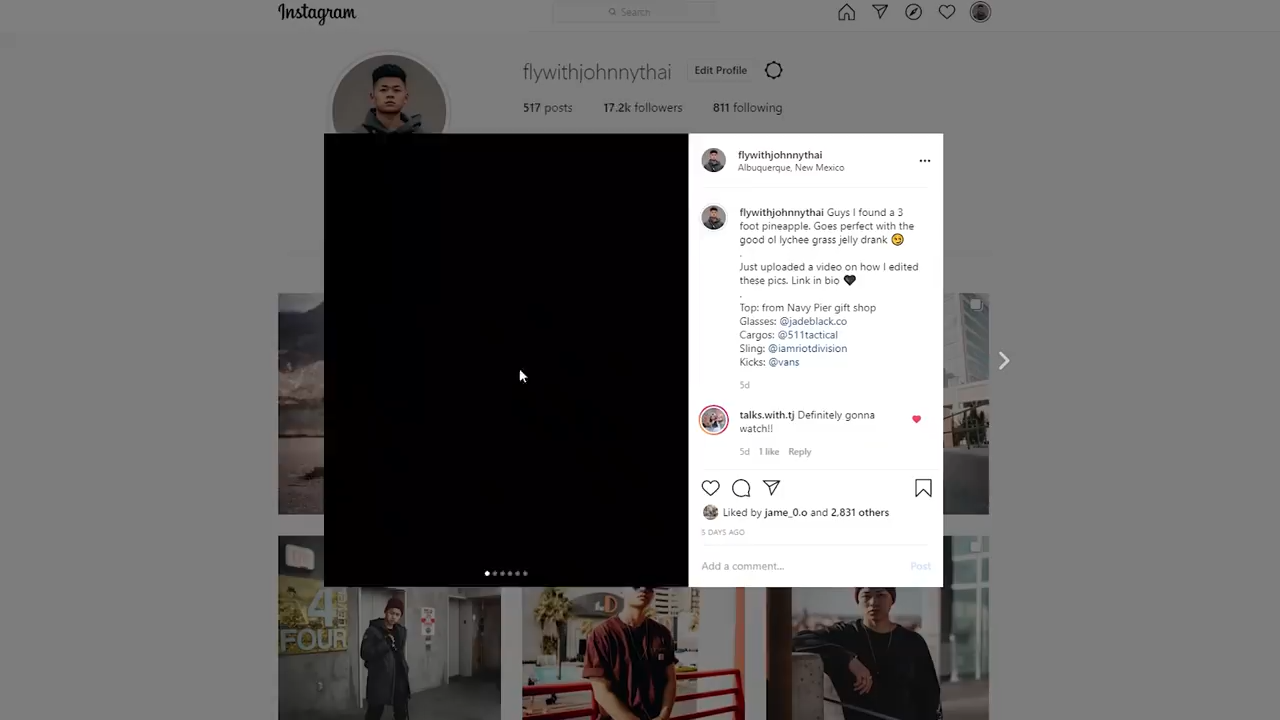 Instagram
Search
flywithjohnnythai
Edit Profile
517 posts
17.2k followers
811 following
flywithjohnnythai
Albuquerque, New Mexico
flywithjohnnythai Guys I found a 3
foot pineapple. Goes perfect with the
good ol lychee grass jelly drank 😏
.
Just uploaded a video on how I edited
these pics. Link in bio 🖤
.
Top: from Navy Pier gift shop
Glasses: @jadeblack.co
Cargos: @511tactical
Sling: @iamriotdivision
Kicks: @vans
5d
talks.with.tj Definitely gonna
watch!!
5d 1 like Reply
Liked by jame_0.o and 2,831 others
5 DAYS AGO
Add a comment...
Post
4
FOUR